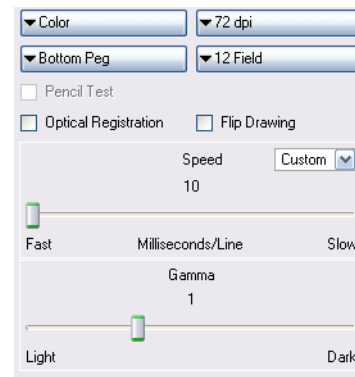 Color 72 dpi
Bottom Peg 12 Field
Pencil Test
Optical Registration Flip Drawing
Speed Custom
10
Fast Milliseconds/Line Slow
Gamma
1
Light Dark